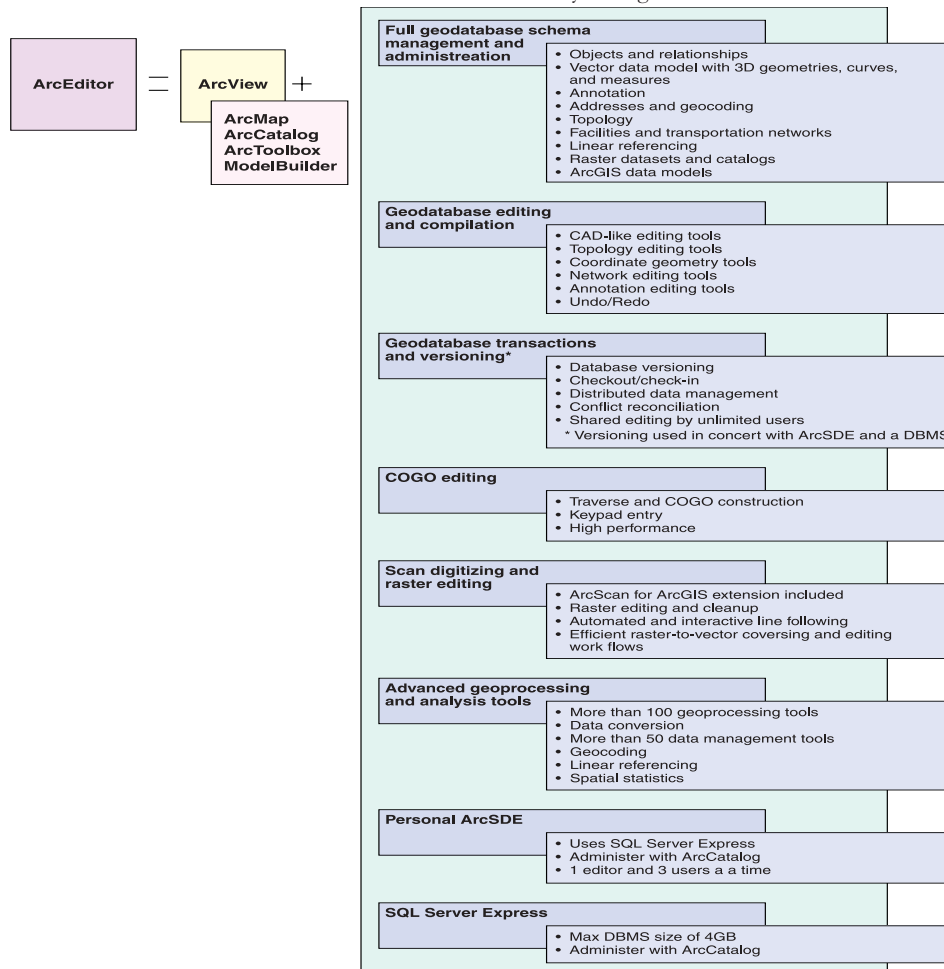 ArcEditor
=
ArcView
+
ArcMap
ArcCatalog
ArcToolbox
ModelBuilder
Full geodatabase schema
management and
administreation
• Objects and relationships
• Vector data model with 3D geometries, curves,
and measures
• Annotation
• Addresses and geocoding
• Topology
• Facilities and transportation networks
• Linear referencing
• Raster datasets and catalogs
• ArcGIS data models
Geodatabase editing
and compilation
• CAD-like editing tools
• Topology editing tools
• Coordinate geometry tools
• Network editing tools
• Annotation editing tools
• Undo/Redo
Geodatabase transactions
and versioning*
• Database versioning
• Checkout/check-in
• Distributed data management
• Conflict reconciliation
• Shared editing by unlimited users
* Versioning used in concert with ArcSDE and a DBMS
COGO editing
• Traverse and COGO construction
• Keypad entry
• High performance
Scan digitizing and
raster editing
• ArcScan for ArcGIS extension included
• Raster editing and cleanup
• Automated and interactive line following
• Efficient raster-to-vector coversing and editing
work flows
Advanced geoprocessing
and analysis tools
• More than 100 geoprocessing tools
• Data conversion
• More than 50 data management tools
• Geocoding
• Linear referencing
• Spatial statistics
Personal ArcSDE
• Uses SQL Server Express
• Administer with ArcCatalog
• 1 editor and 3 users a a time
SQL Server Express
• Max DBMS size of 4GB
• Administer with ArcCatalog